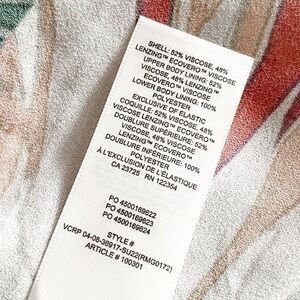 SHELL: 52% VISCOSE, 48%
LENZING™ ECOVERO™ VISCOSE
UPPER BODY LINING: 52%
VISCOSE, 48% LENZING™
ECOVERO™ VISCOSE
LOWER BODY LINING: 100%
POLYESTER
EXCLUSIVE OF ELASTIC
COQUILLE: 52% VISCOSE, 48%
VISCOSE LENZING™ ECOVERO™
DOUBLURE SUPÉRIEURE: 52%
VISCOSE, 48% VISCOSE
LENZING™ ECOVERO™
DOUBLURE INFÉRIEURE: 100%
POLYESTER
À L'EXCLUSION DE L'ÉLASTIQUE
CA 23725 RN 122354
PO 4500169622
PO 4500169623
PO 4500169624
STYLE #
VCRP 04-08-36917-SU22(RMG0172)
ARTICLE # 100301